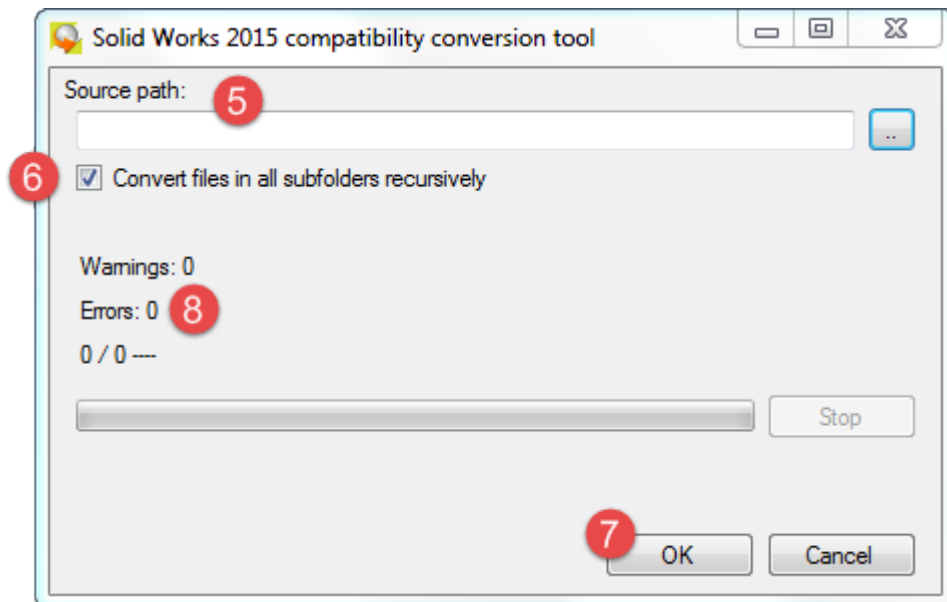 Solid Works 2015 compatibility conversion tool
Source path:
5
..
6
Convert files in all subfolders recursively
Warnings: 0
Errors: 0
8
0 / 0 ----
Stop
7
OK
Cancel